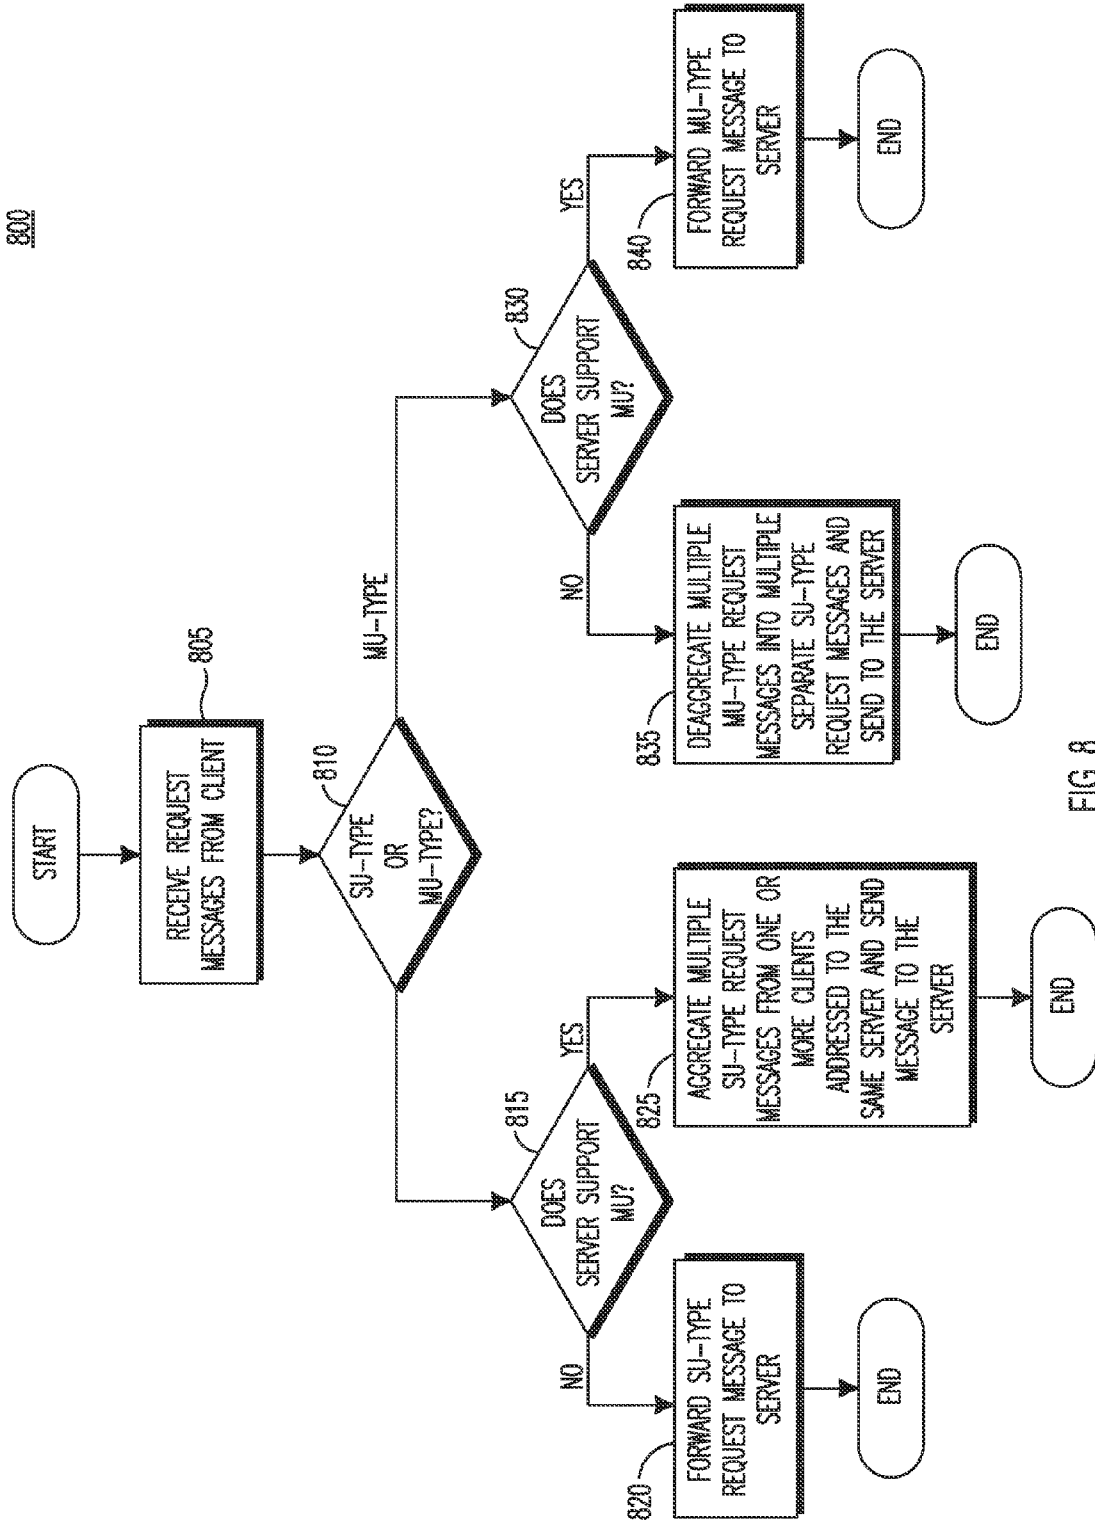 800
START
RECEIVE REQUEST
MESSAGES FROM CLIENT
805
SU-TYPE
OR
MU-TYPE?
810
MU-TYPE
DOES
SERVER SUPPORT
MU?
815
NO
YES
DOES
SERVER SUPPORT
MU?
830
NO
YES
820
FORWARD SU-TYPE
REQUEST MESSAGE TO
SERVER
END
825
AGGREGATE MULTIPLE
SU-TYPE REQUEST
MESSAGES FROM ONE OR
MORE CLIENTS
ADDRESSED TO THE
SAME SERVER AND SEND
MESSAGE TO THE
SERVER
END
835
DEAGGREGATE MULTIPLE
MU-TYPE REQUEST
MESSAGES INTO MULTIPLE
SEPARATE SU-TYPE
REQUEST MESSAGES AND
SEND TO THE SERVER
END
840
FORWARD MU-TYPE
REQUEST MESSAGE TO
SERVER
END
FIG. 8